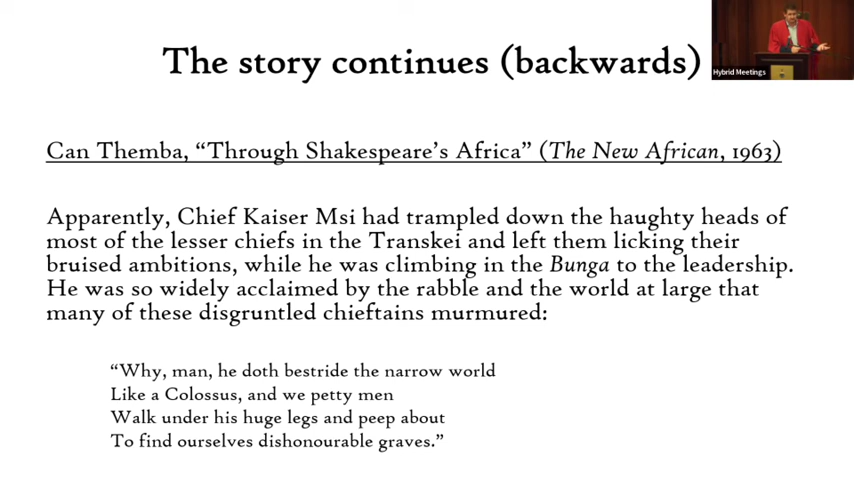 The story continues (backwards)
Hybrid Meetings
Can Themba, “Through Shakespeare’s Africa” (The New African, 1963)
Apparently, Chief Kaiser Msi had trampled down the haughty heads of
most of the lesser chiefs in the Transkei and left them licking their
bruised ambitions, while he was climbing in the Bunga to the leadership.
He was so widely acclaimed by the rabble and the world at large that
many of these disgruntled chieftains murmured:
“Why, man, he doth bestride the narrow world
Like a Colossus, and we petty men
Walk under his huge legs and peep about
To find ourselves dishonourable graves.”